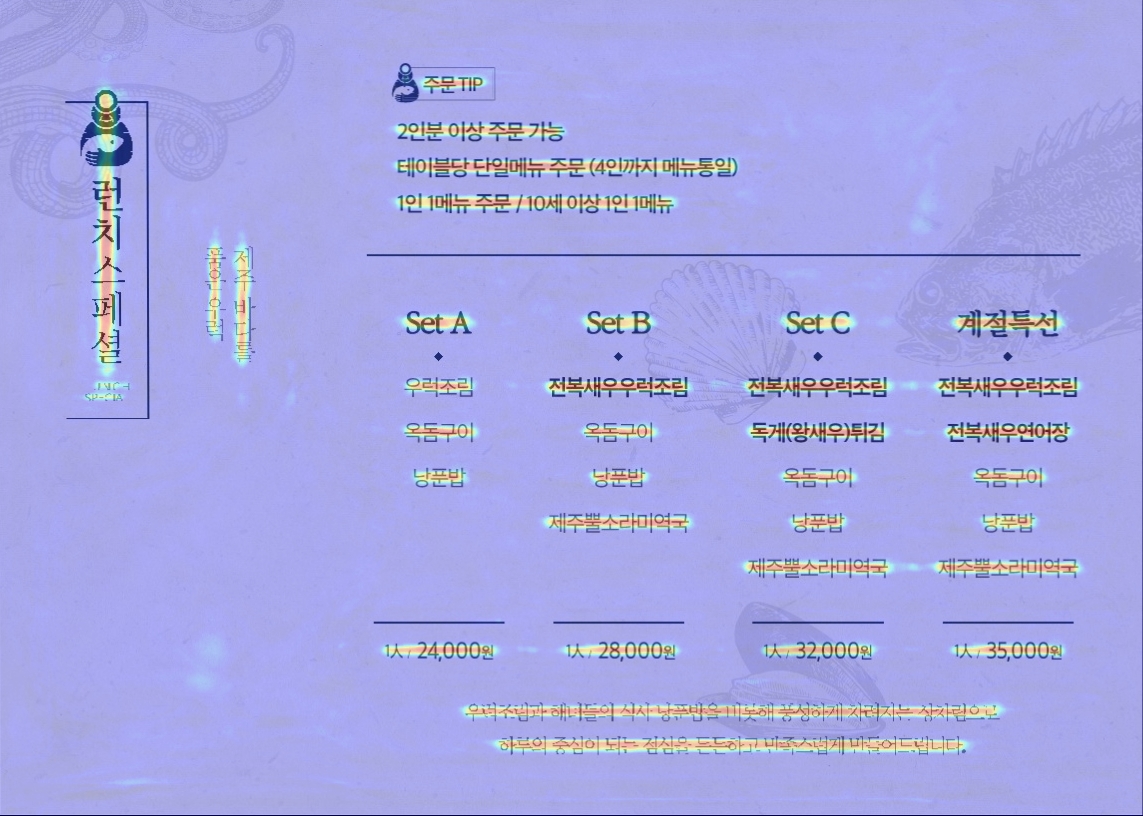 런치스페셜
LUNCH
SPECIAL
제주 바다를
품은 우럭
주문 TIP
2인분 이상 주문 가능
테이블당 단일메뉴 주문 (4인까지 메뉴통일)
1인 1메뉴 주문 / 10세 이상 1인 1메뉴
Set A
우럭조림
옥돔구이
낭푼밥
1人 / 24,000원
Set B
전복새우우럭조림
옥돔구이
낭푼밥
제주뿔소라미역국
1人 / 28,000원
Set C
전복새우우럭조림
독게(왕새우)튀김
옥돔구이
낭푼밥
제주뿔소라미역국
1人 / 32,000원
계절특선
전복새우우럭조림
전복새우연어장
옥돔구이
낭푼밥
제주뿔소라미역국
1人 / 35,000원
우럭조림과 해녀들의 식사 낭푼밥을 비롯해 풍성하게 차려지는 상차림으로
하루의 중심이 되는 점심을 든든하고 만족스럽게 만들어드립니다.